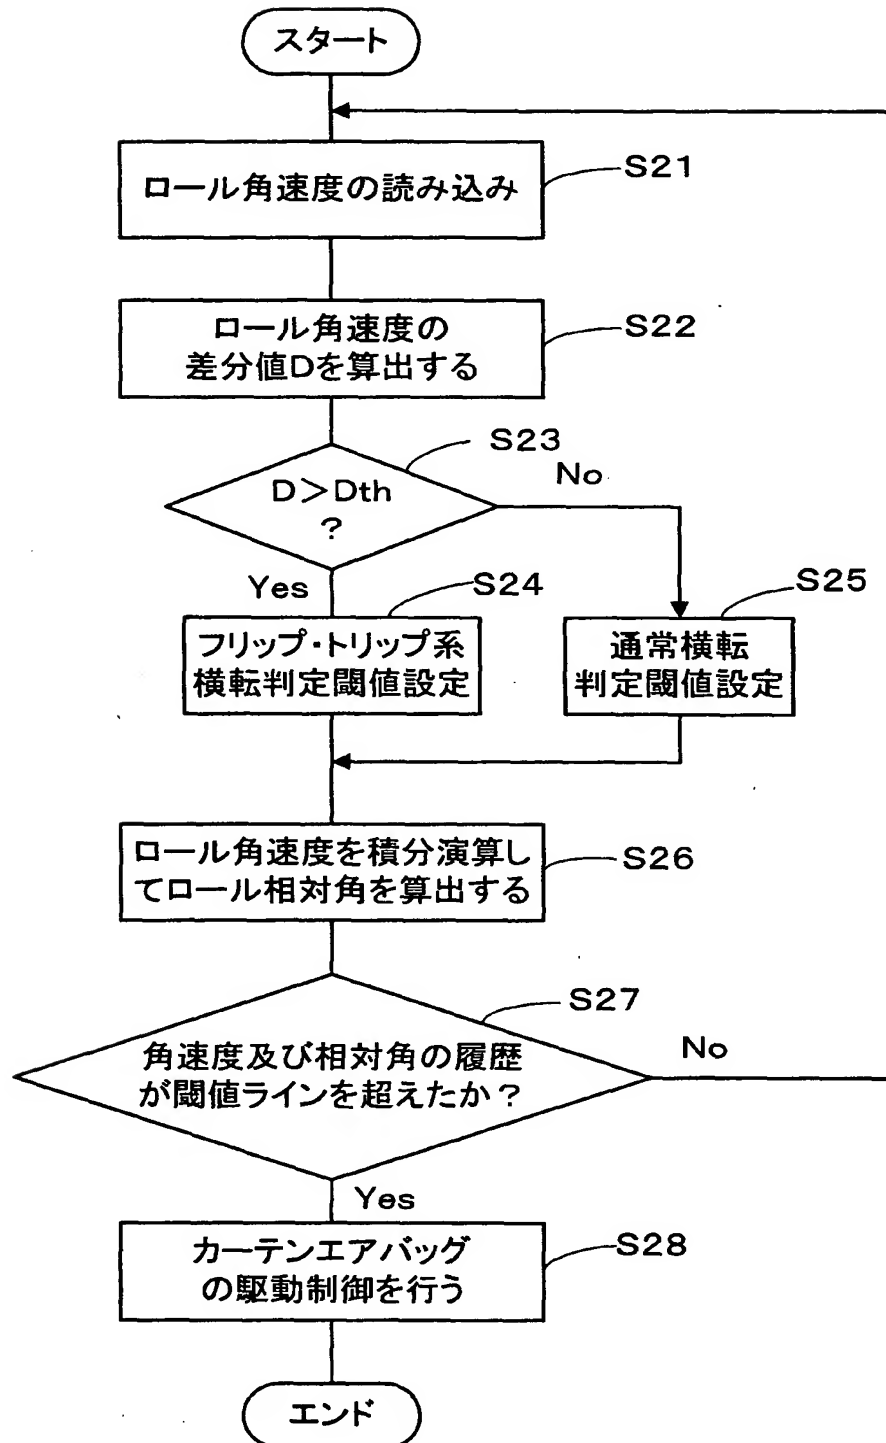 スタート
ロール角速度の読み込み
S21
ロール角速度の
差分値Dを算出する
S22
S23
D＞Dth
?
No
Yes
S24
フリップ・トリップ系
横転判定閾値設定
S25
通常横転
判定閾値設定
ロール角速度を積分演算し
てロール相対角を算出する
S26
S27
角速度及び相対角の履歴
が閾値ラインを超えたか？
No
Yes
カーテンエアバッグ
の駆動制御を行う
S28
エンド